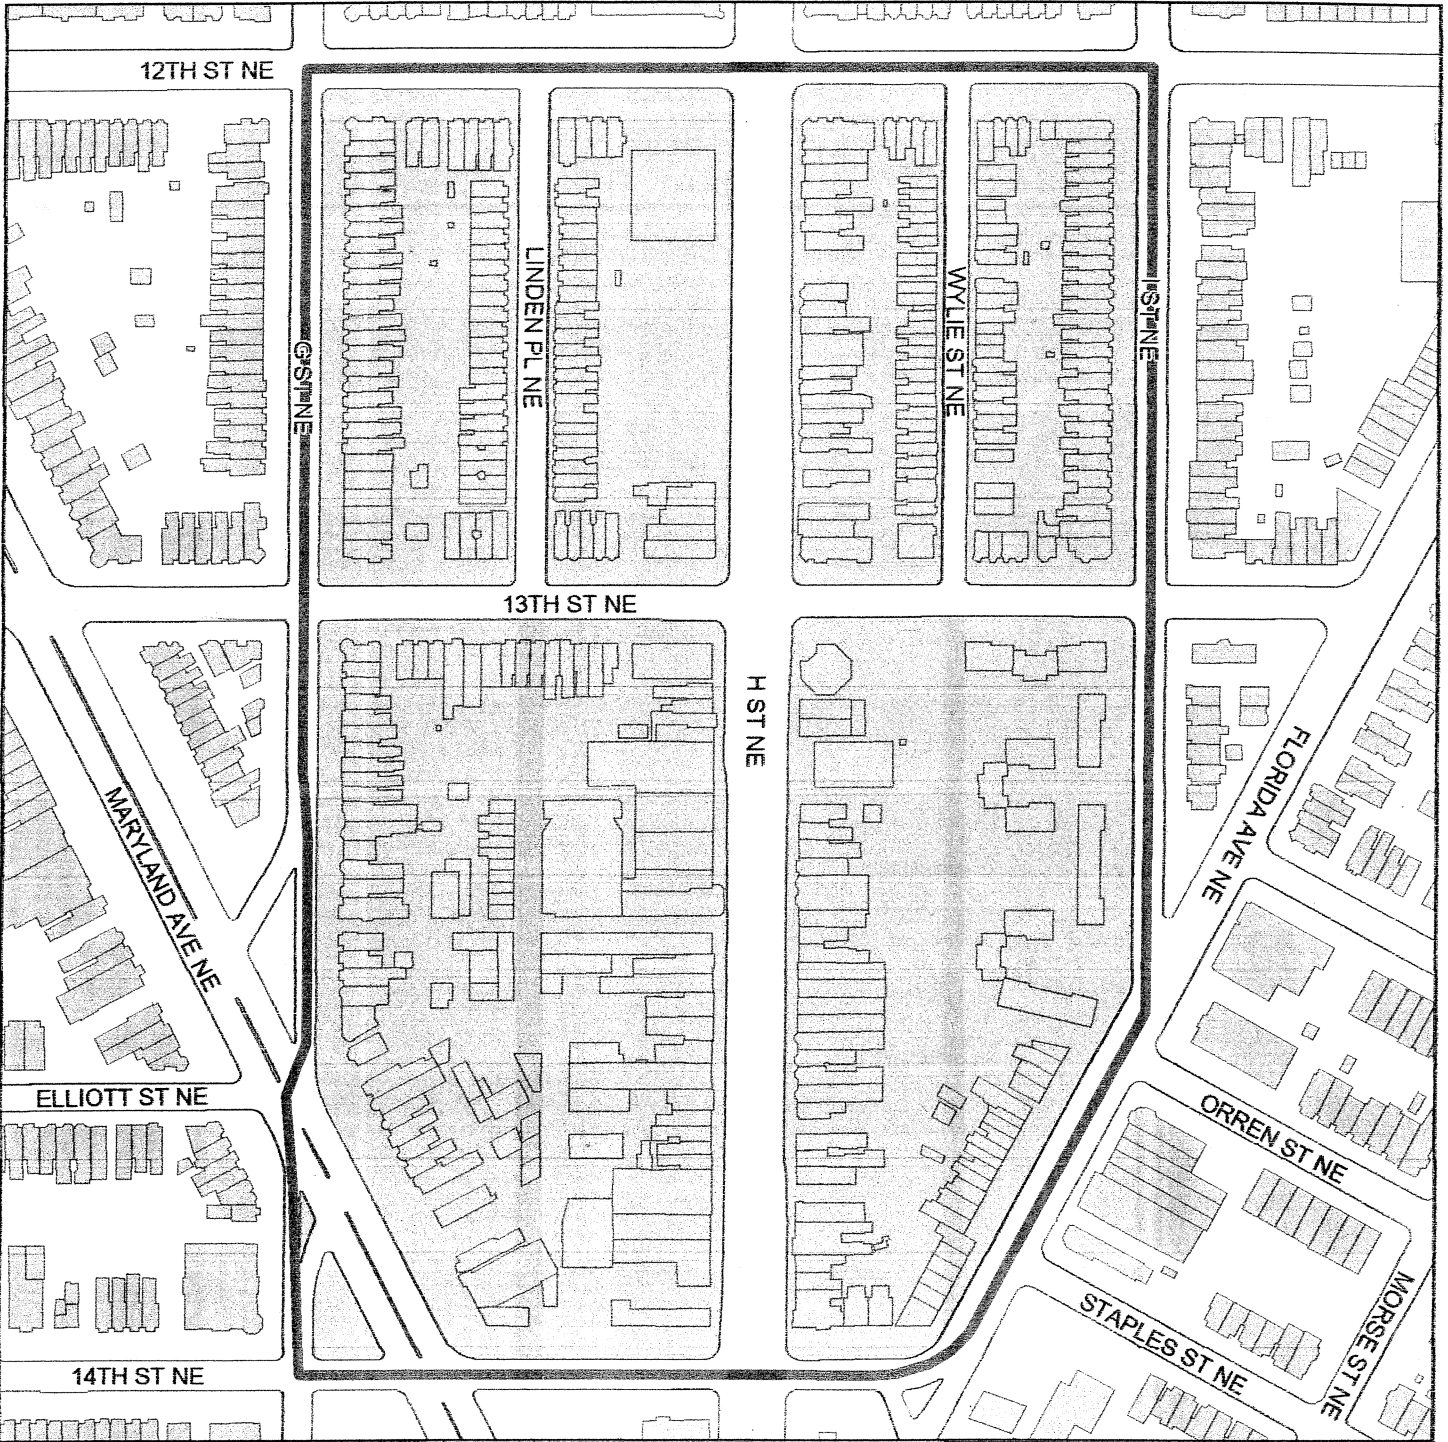 12TH ST NE
LINDEN PL NE
WYLIE ST NE
I ST NE
G ST NE
13TH ST NE
H ST NE
FLORIDA AVE NE
MARYLAND AVE NE
ELLIOTT ST NE
ORREN ST NE
MORSE ST NE
STAPLES ST NE
14TH ST NE